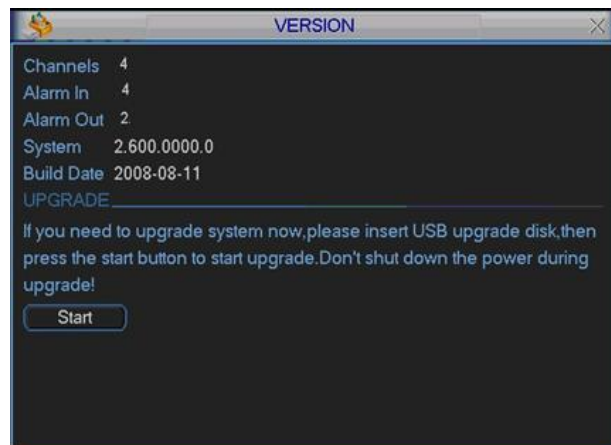 VERSION
Channels 4
Alarm In 4
Alarm Out 2
System 2.600.0000.0
Build Date 2008-08-11
UPGRADE
If you need to upgrade system now,please insert USB upgrade disk,then
press the start button to start upgrade.Don't shut down the power during
upgrade!
Start